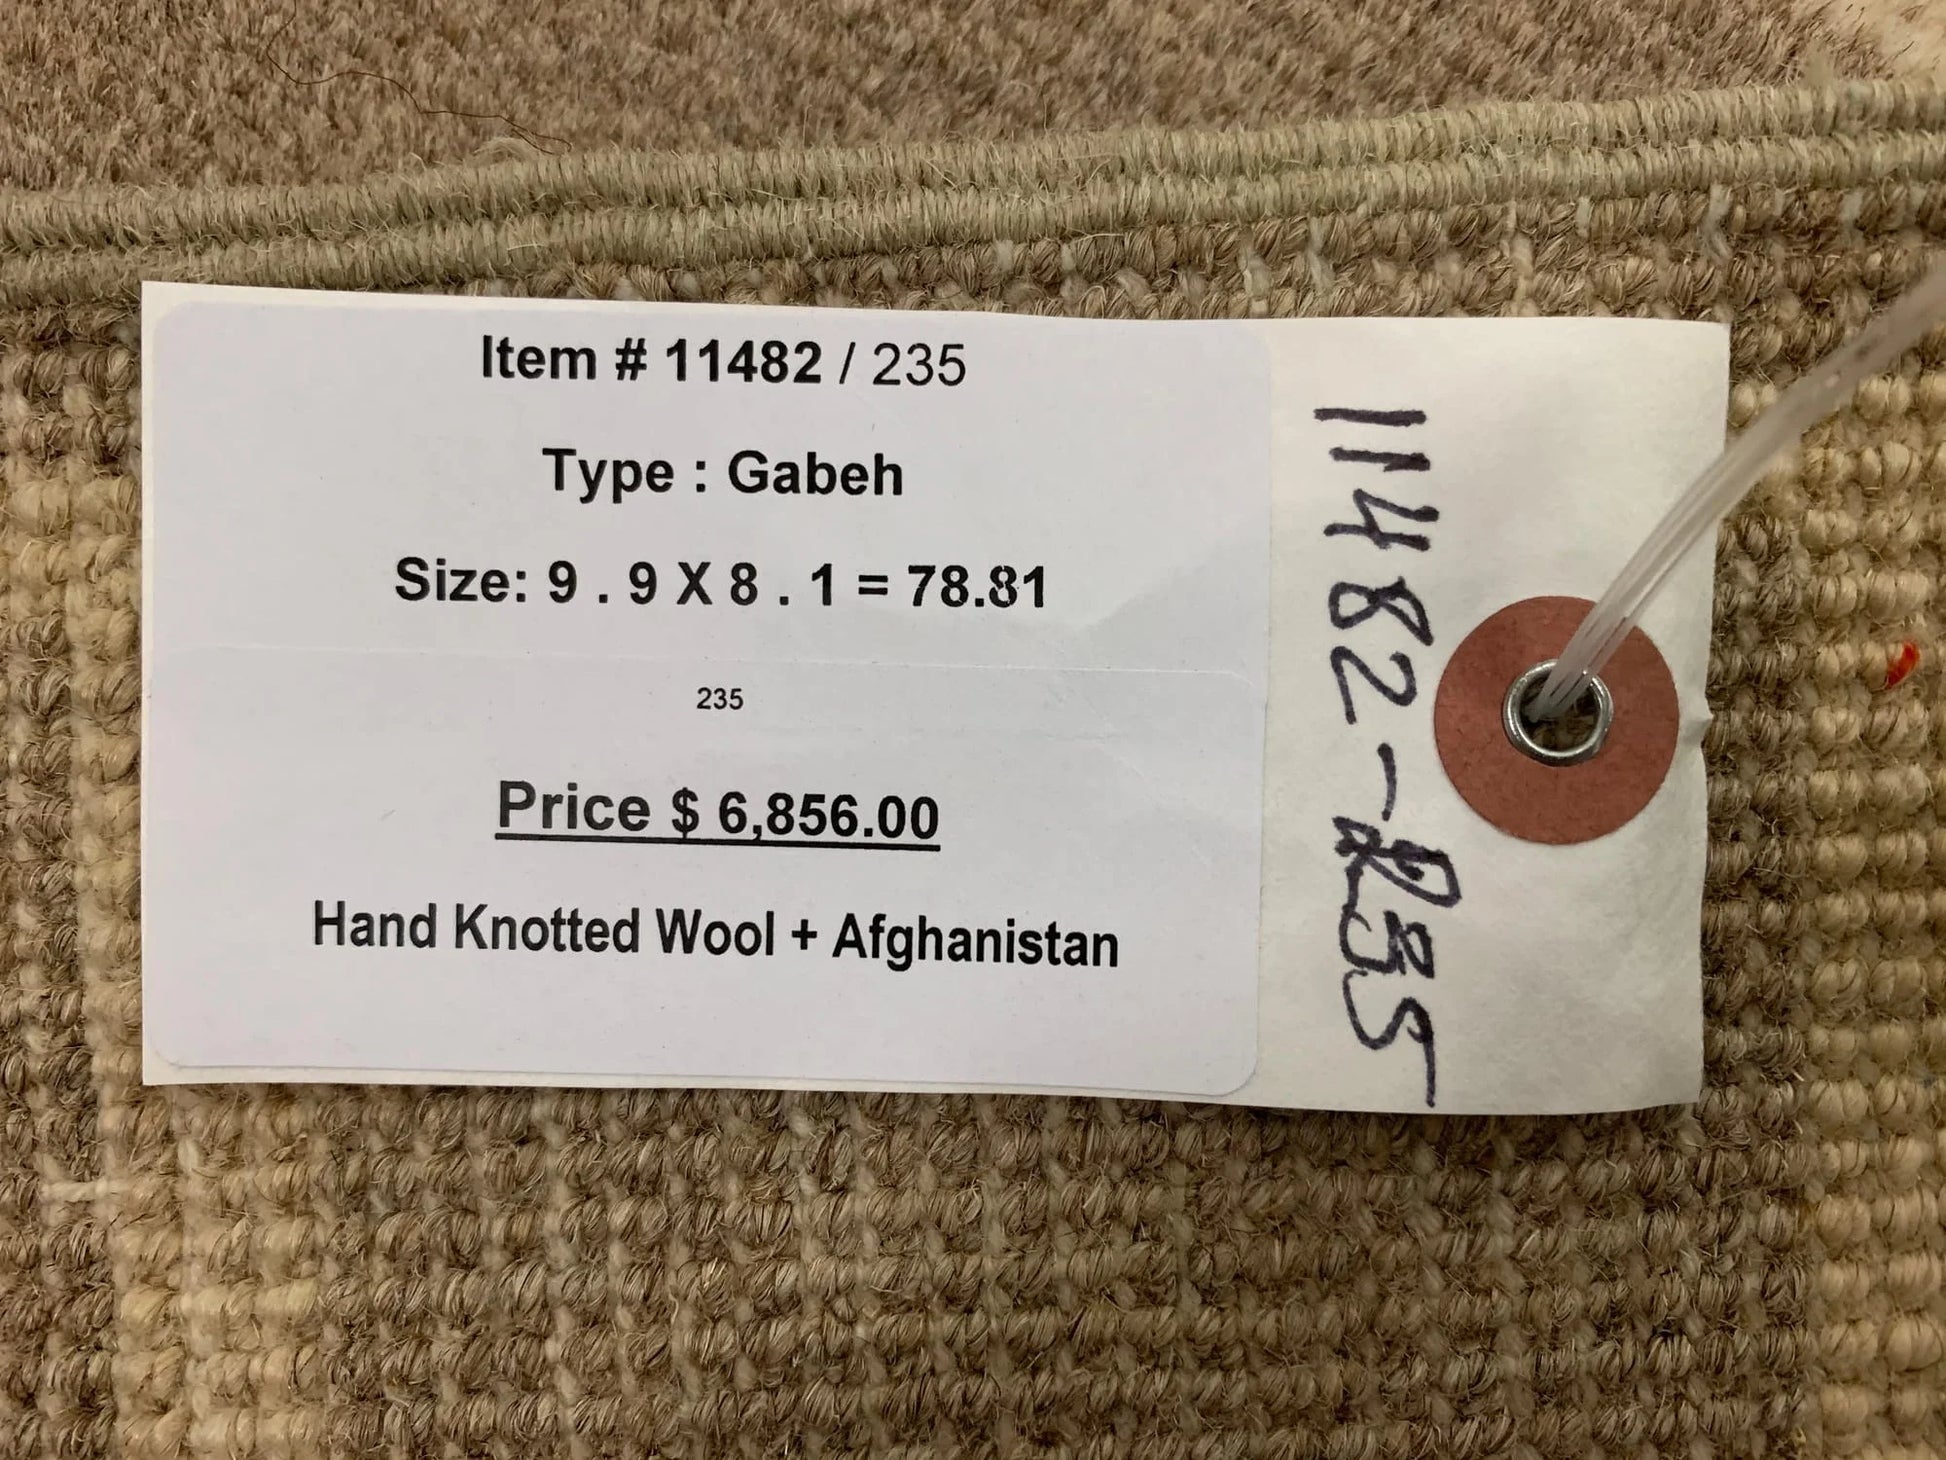 Item # 11482 / 235
Type : Gabeh
Size: 9 . 9 X 8 . 1 = 78.81
235
Price $ 6,856.00
Hand Knotted Wool + Afghanistan
11482-235